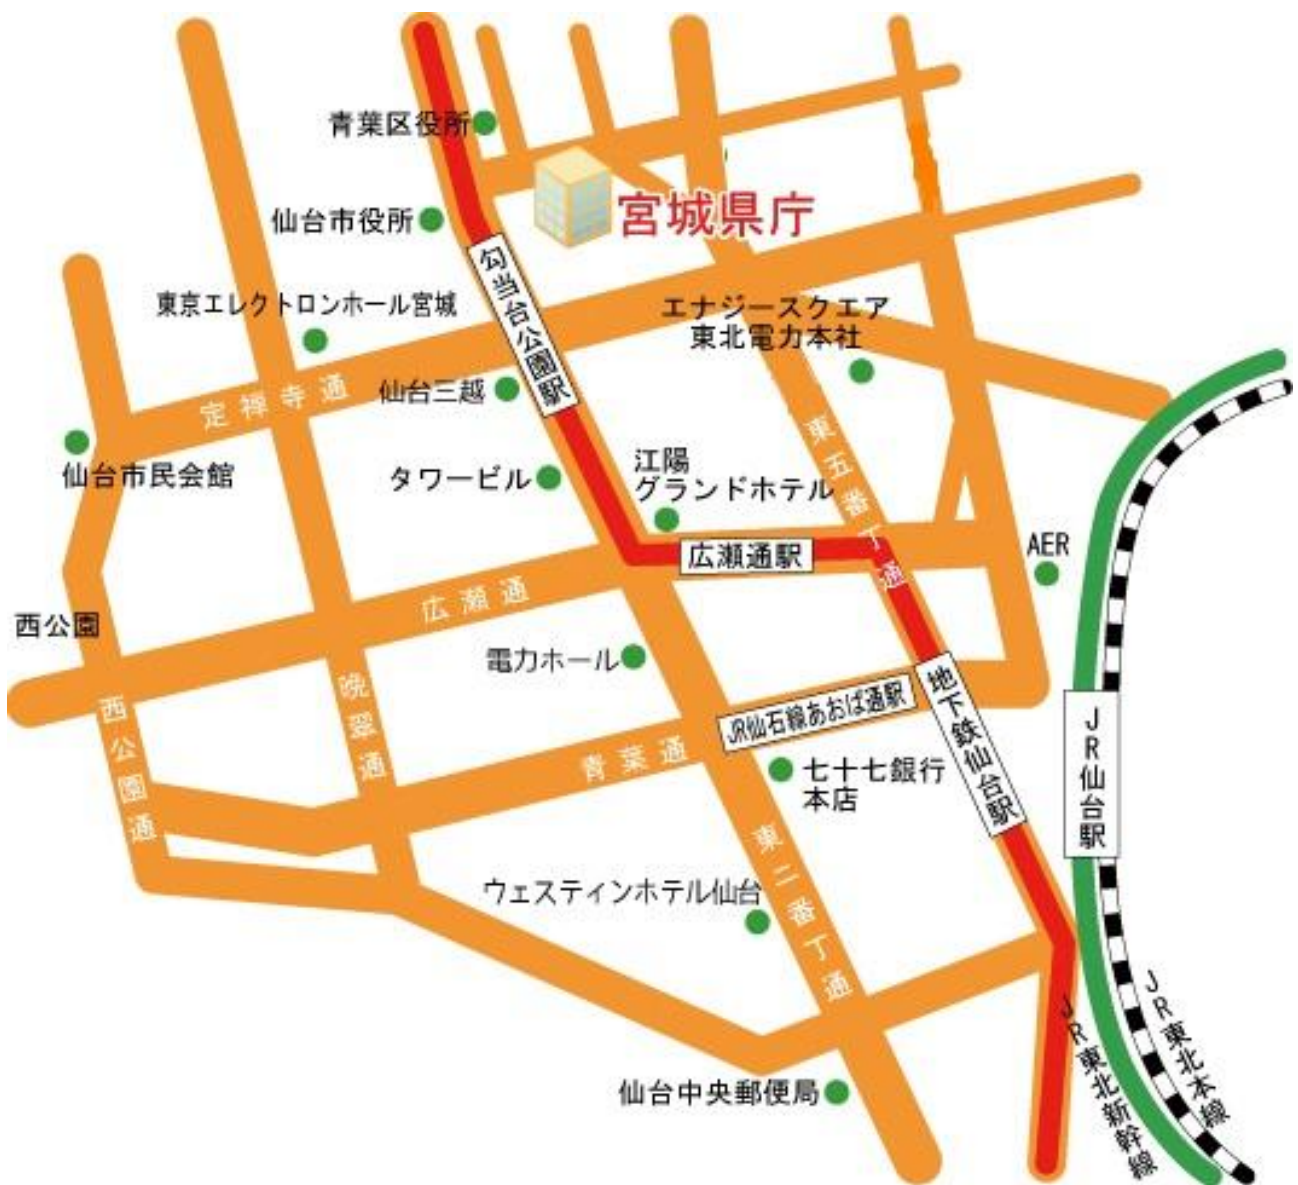 青葉区役所
仙台市役所
宮城県庁
勾当台公園駅
東京エレクトロンホール宮城
エナジースクエア
東北電力本社
仙台三越
定禅寺通
仙台市民会館
タワービル
江陽
グランドホテル
東五番丁通
広瀬通駅
AER
広瀬通
西公園
電力ホール
西公園通
晩翠通
JR仙石線あおば通駅
地下鉄仙台駅
JR仙台駅
青葉通
七十七銀行
本店
東二番丁通
ウェスティンホテル仙台
仙台中央郵便局
JR東北新幹線
JR東北本線